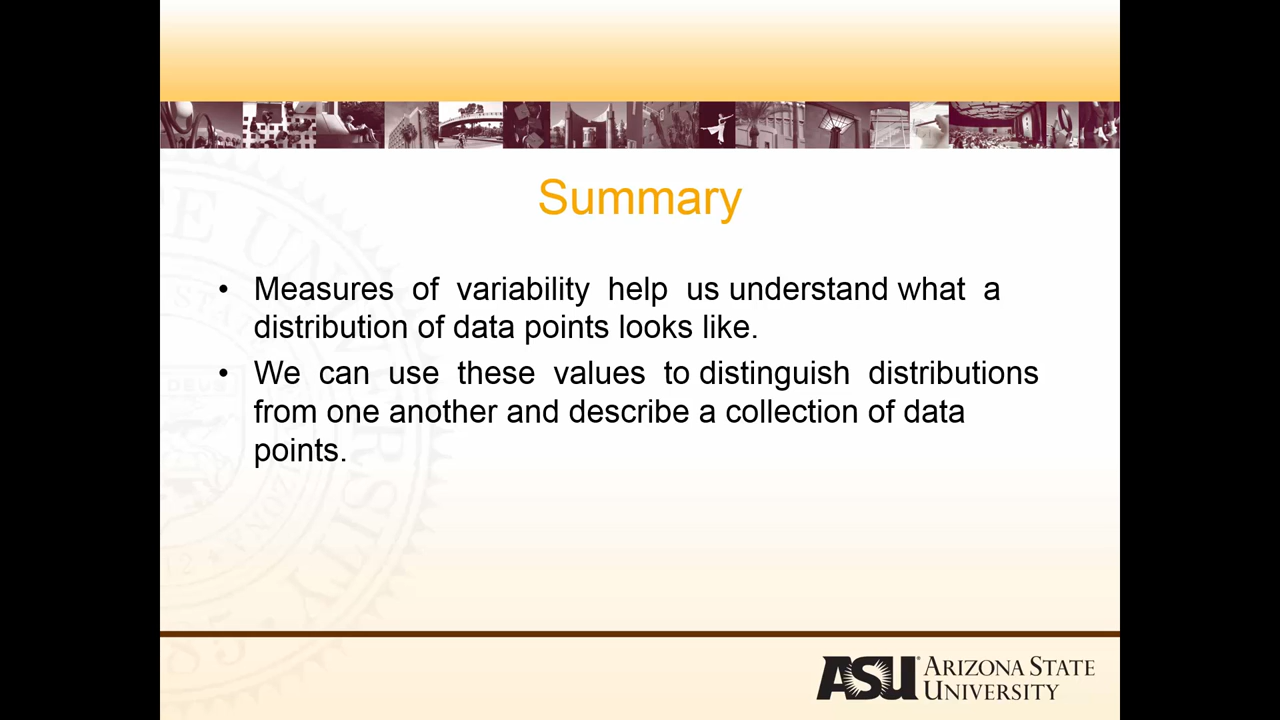 Summary
• Measures of variability help us understand what a
distribution of data points looks like.
• We can use these values to distinguish distributions
from one another and describe a collection of data
points.
ASU ARIZONA STATE
UNIVERSITY